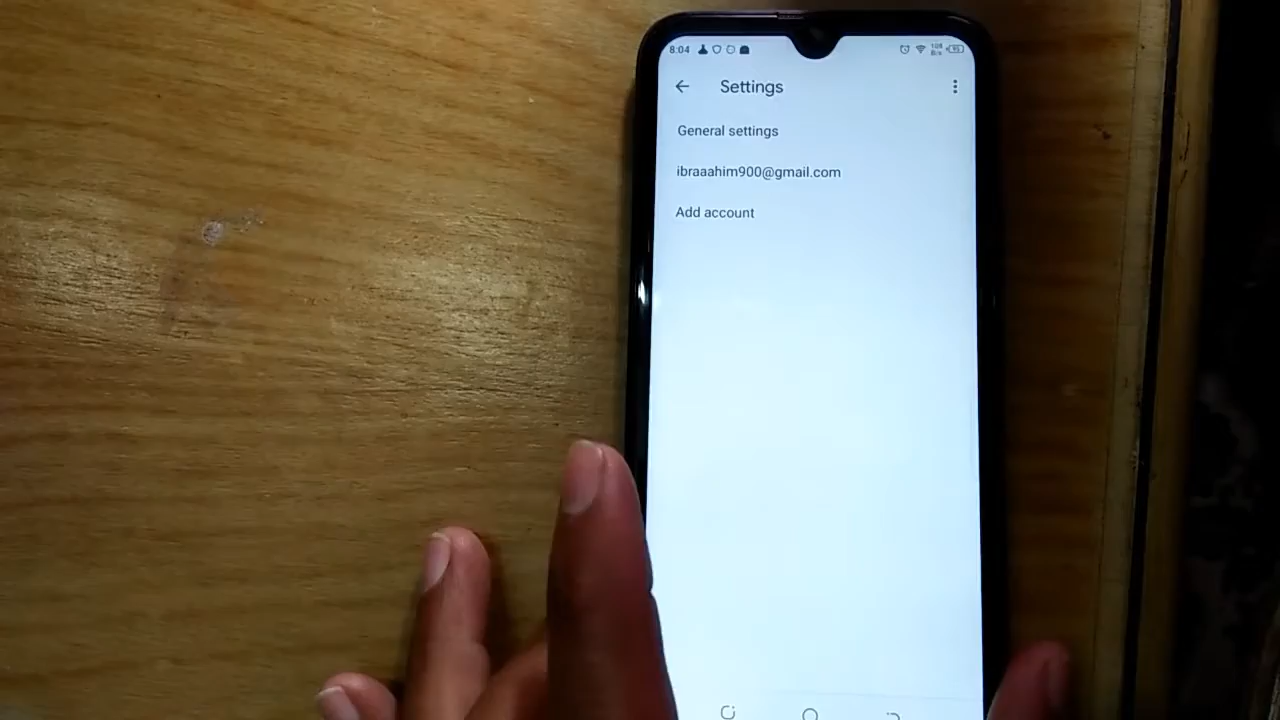 8:04
Settings
General settings
ibraaahim900@gmail.com
Add account